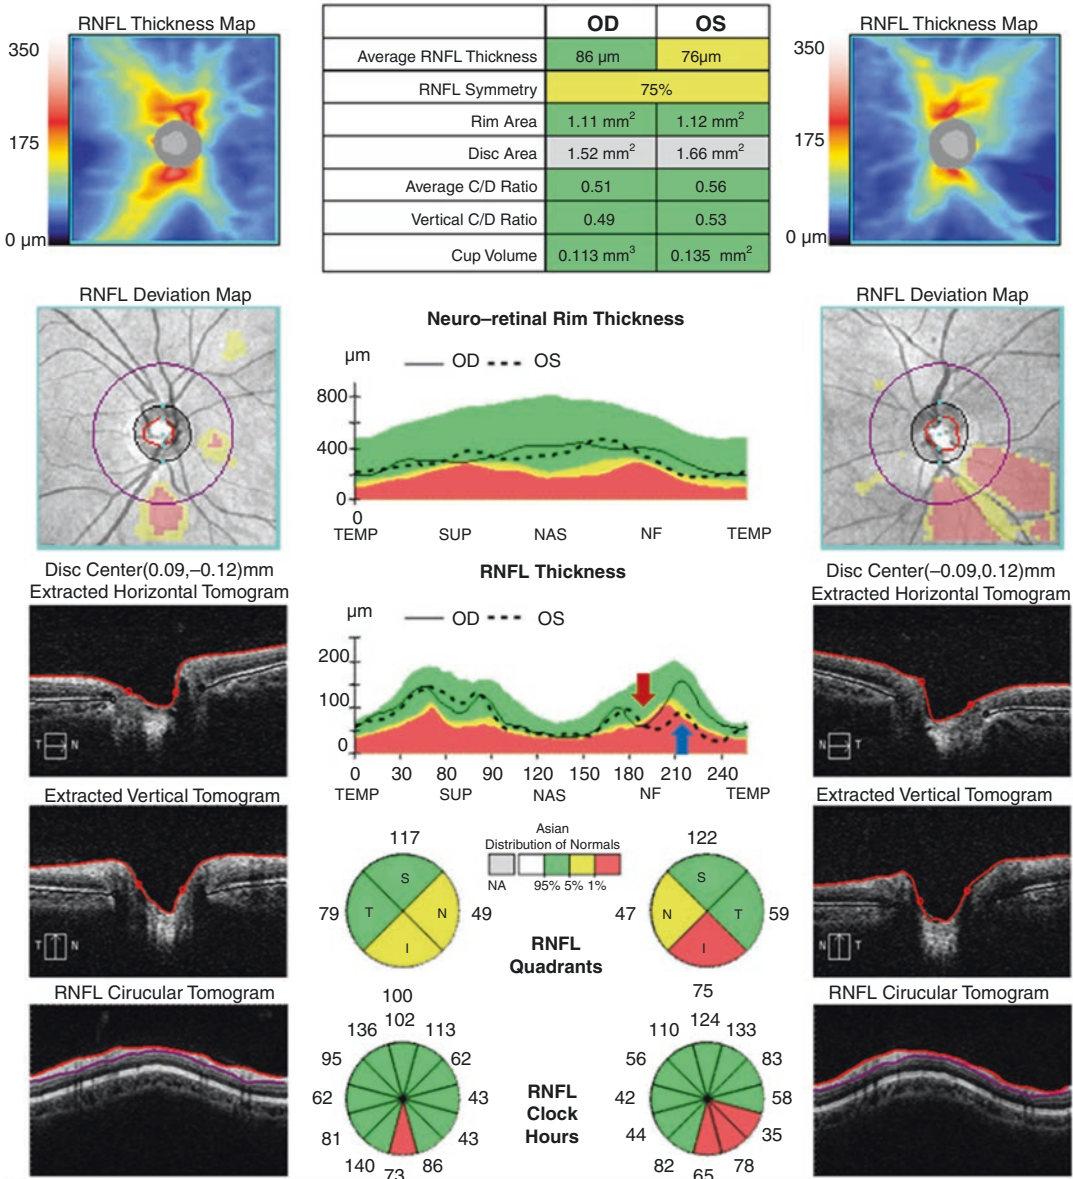 RNFL Thickness Map
350
175
0 µm
OD OS
Average RNFL Thickness 86 µm 76µm
RNFL Symmetry 75%
Rim Area 1.11 mm² 1.12 mm²
Disc Area 1.52 mm² 1.66 mm²
Average C/D Ratio 0.51 0.56
Vertical C/D Ratio 0.49 0.53
Cup Volume 0.113 mm³ 0.135 mm²
RNFL Thickness Map
350
175
0 µm
RNFL Deviation Map
Disc Center(0.09,–0.12)mm
Neuro–retinal Rim Thickness
µm OD OS
800
400
0
0
TEMP SUP NAS NF TEMP
RNFL Deviation Map
Disc Center(–0.09,0.12)mm
Extracted Horizontal Tomogram
T N
RNFL Thickness
µm OD OS
200
100
0
0 30 60 80 90 120 150 180 210 240
TEMP SUP NAS NF TEMP
Extracted Horizontal Tomogram
N T
Extracted Vertical Tomogram
T N
Asian
Distribution of Normals
NA 95% 5% 1%
117
S
79 T N 49
I
100
RNFL
Quadrants
122
S
47 N T 59
I
75
Extracted Vertical Tomogram
T N
RNFL Cirucular Tomogram
102
136 113
95 62
62 43
81 43
140 86
73
RNFL
Clock
Hours
124
110 133
56 83
42 58
44 35
82 78
65
RNFL Cirucular Tomogram